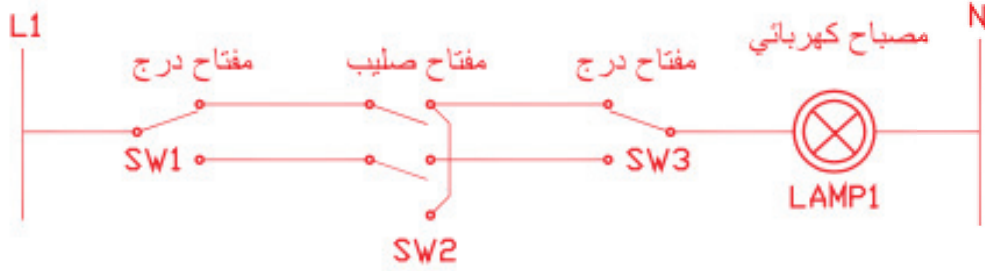 L1
N
مصباح كهربائي
مفتاح درج
مفتاح صليب
مفتاح درج
SW1
SW3
LAMP1
SW2